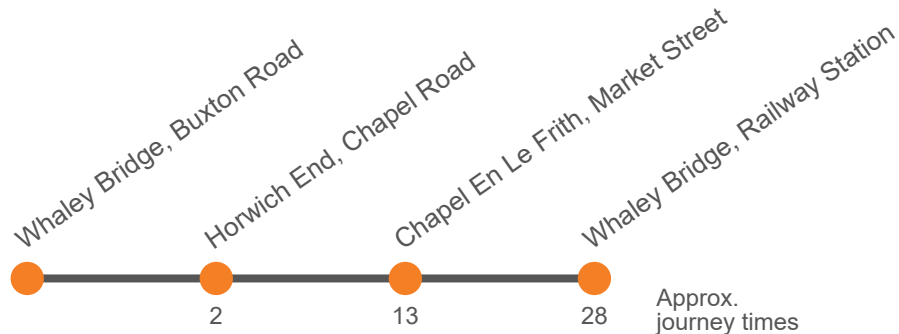 Whaley Bridge, Buxton Road
Horwich End, Chapel Road
Chapel En Le Frith, Market Street
Whaley Bridge, Railway Station
2
13
28
Approx.
journey times